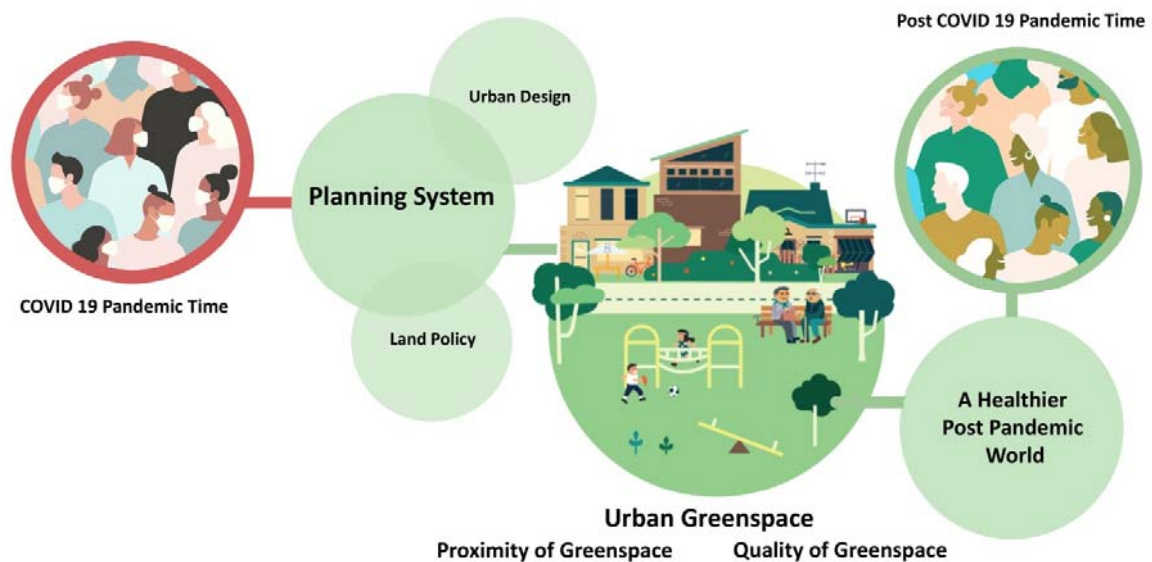 Post COVID 19 Pandemic Time
Urban Design
Planning System
COVID 19 Pandemic Time
Land Policy
A Healthier
Post Pandemic
World
Urban Greenspace
Proximity of Greenspace
Quality of Greenspace